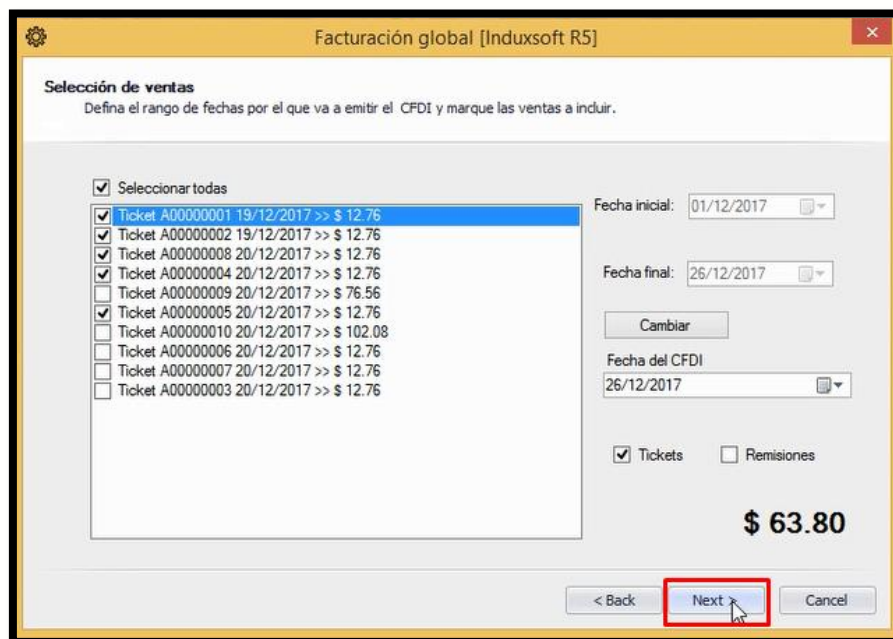 Facturación global [Induxsoft R5]
Selección de ventas
Defina el rango de fechas por el que va a emitir el CFDI y marque las ventas a incluir.
Seleccionar todas
Ticket A00000001 19/12/2017 >> $ 12.76
Ticket A00000002 19/12/2017 >> $ 12.76
Ticket A00000008 20/12/2017 >> $ 12.76
Ticket A00000004 20/12/2017 >> $ 12.76
Ticket A00000009 20/12/2017 >> $ 76.56
Ticket A00000005 20/12/2017 >> $ 12.76
Ticket A00000010 20/12/2017 >> $ 102.08
Ticket A00000006 20/12/2017 >> $ 12.76
Ticket A00000007 20/12/2017 >> $ 12.76
Ticket A00000003 20/12/2017 >> $ 12.76
Fecha inicial: 01/12/2017
Fecha final: 26/12/2017
Cambiar
Fecha del CFDI
26/12/2017
Tickets Remisiones
$ 63.80
< Back Next > Cancel